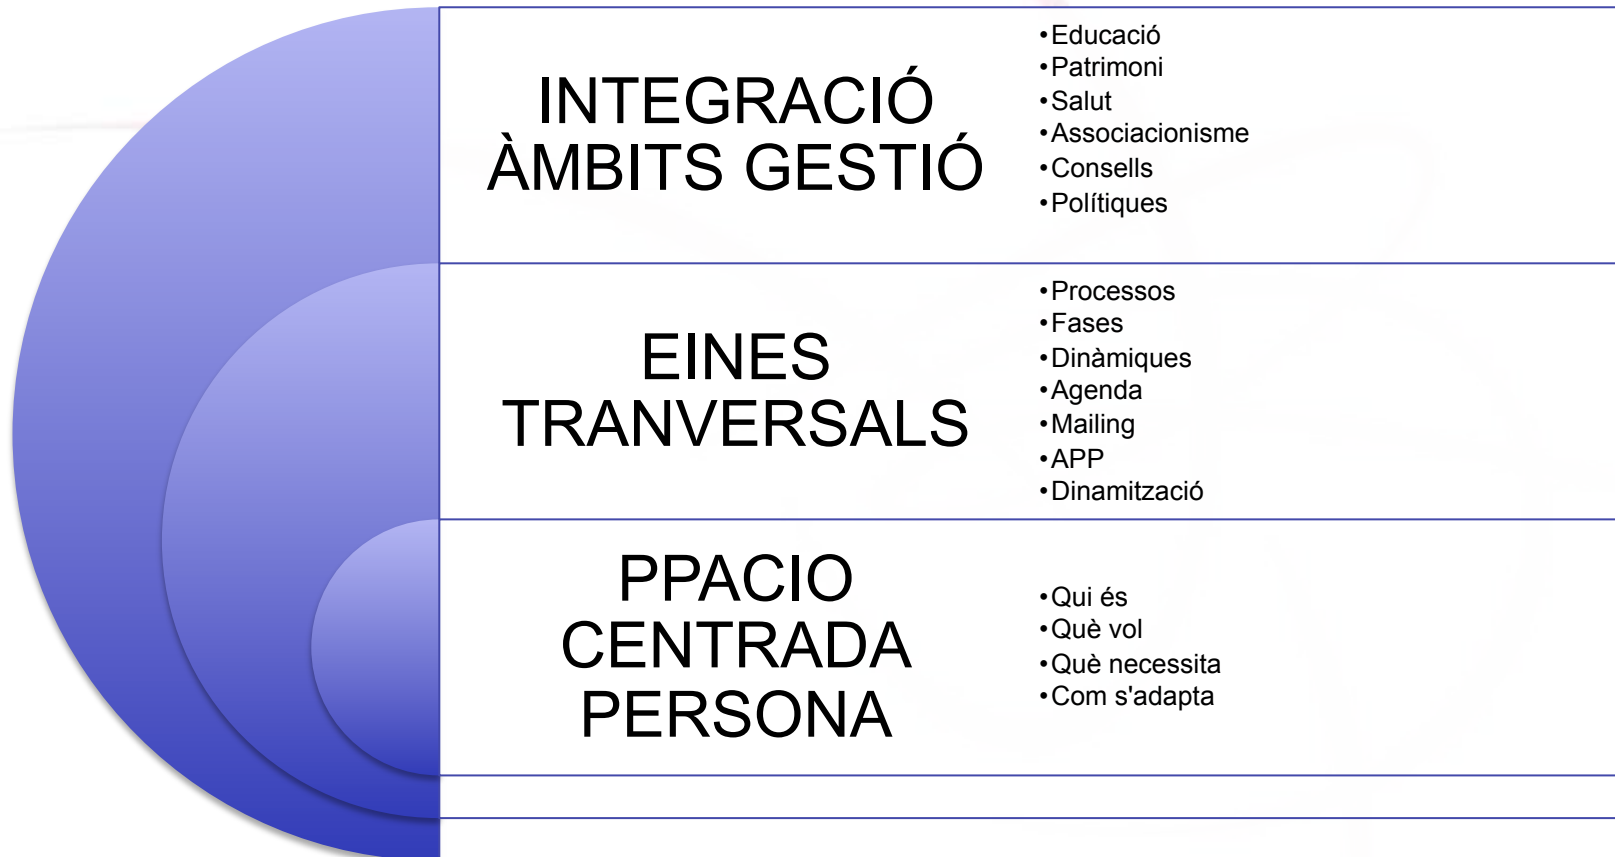 INTEGRACIÓ
ÀMBITS GESTIÓ
•Educació
•Patrimoni
•Salut
•Associacionisme
•Consells
•Polítiques
EINES
TRANVERSALS
•Processos
•Fases
•Dinàmiques
•Agenda
•Mailing
•APP
•Dinamització
PPACIO
CENTRADA
PERSONA
•Qui és
•Què vol
•Què necessita
•Com s'adapta